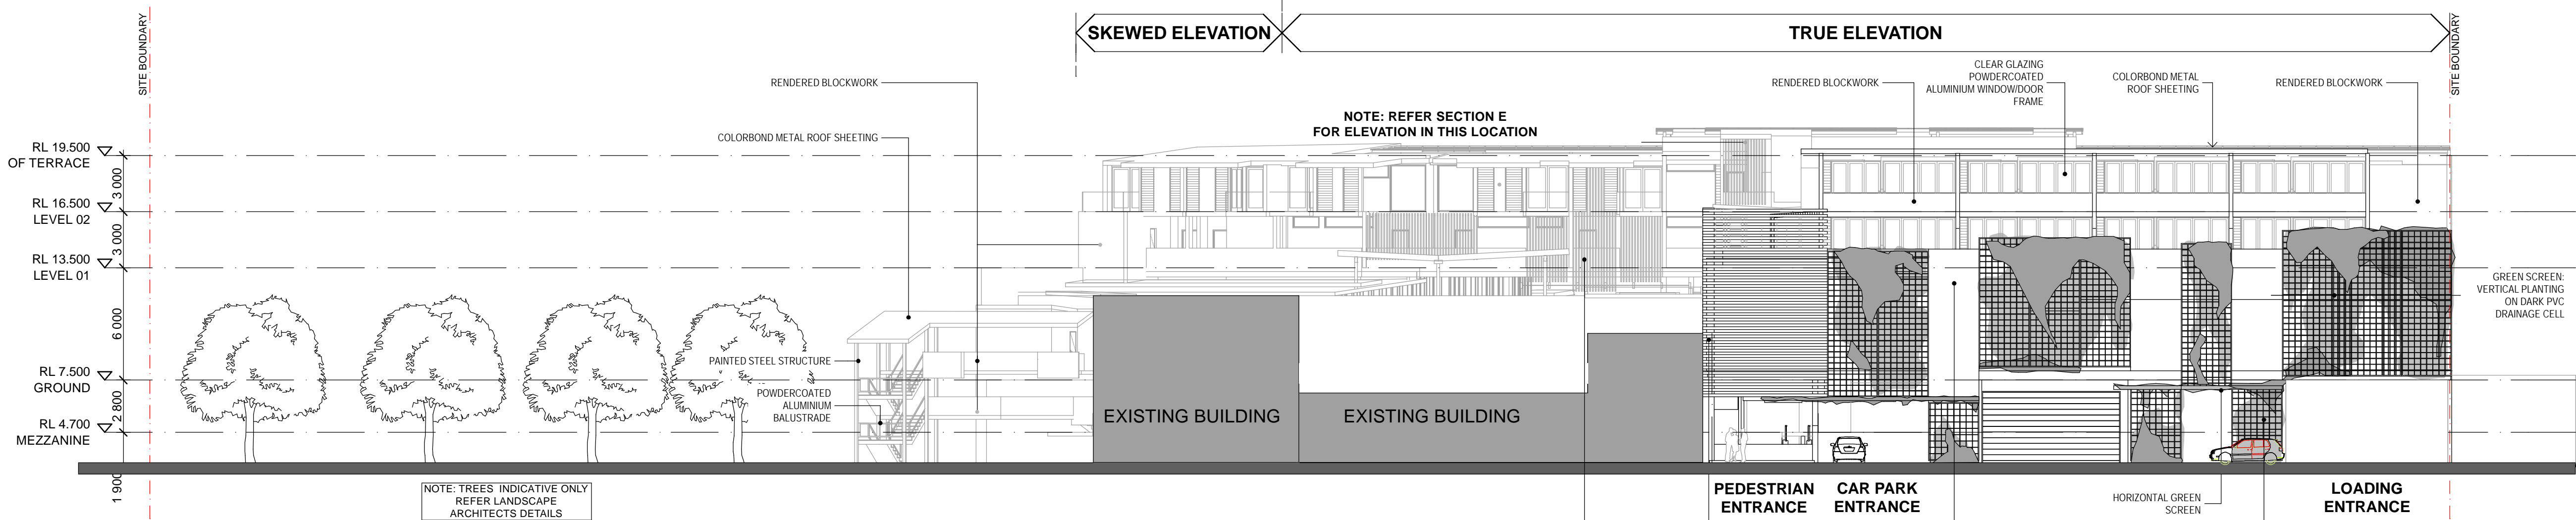 SKEWED ELEVATION
TRUE ELEVATION
SITE BOUNDARY
SITE BOUNDARY
RENDERED BLOCKWORK
COLORBOND METAL ROOF SHEETING
NOTE: REFER SECTION E
FOR ELEVATION IN THIS LOCATION
RENDERED BLOCKWORK
CLEAR GLAZING
POWDERCOATED
ALUMINIUM WINDOW/DOOR
FRAME
COLORBOND METAL
ROOF SHEETING
RENDERED BLOCKWORK
RL 19.500
OF TERRACE
3 000
RL 16.500
LEVEL 02
3 000
RL 13.500
LEVEL 01
6 000
RL 7.500
GROUND
2 800
RL 4.700
MEZZANINE
1 900
GREEN SCREEN:
VERTICAL PLANTING
ON DARK PVC
DRAINAGE CELL
PAINTED STEEL STRUCTURE
POWDERCOATED
ALUMINIUM
BALUSTRADE
EXISTING BUILDING
EXISTING BUILDING
NOTE: TREES INDICATIVE ONLY
REFER LANDSCAPE
ARCHITECTS DETAILS
PEDESTRIAN
ENTRANCE
CAR PARK
ENTRANCE
HORIZONTAL GREEN
SCREEN
LOADING
ENTRANCE